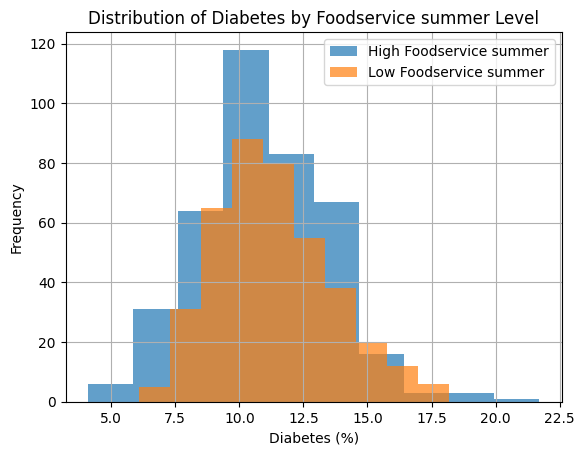 Distribution of Diabetes by Foodservice summer Level
High Foodservice summer
Low Foodservice summer
120
100
80
60
40
20
0
Frequency
5.0 7.5 10.0 12.5 15.0 17.5 20.0 22.5
Diabetes (%)